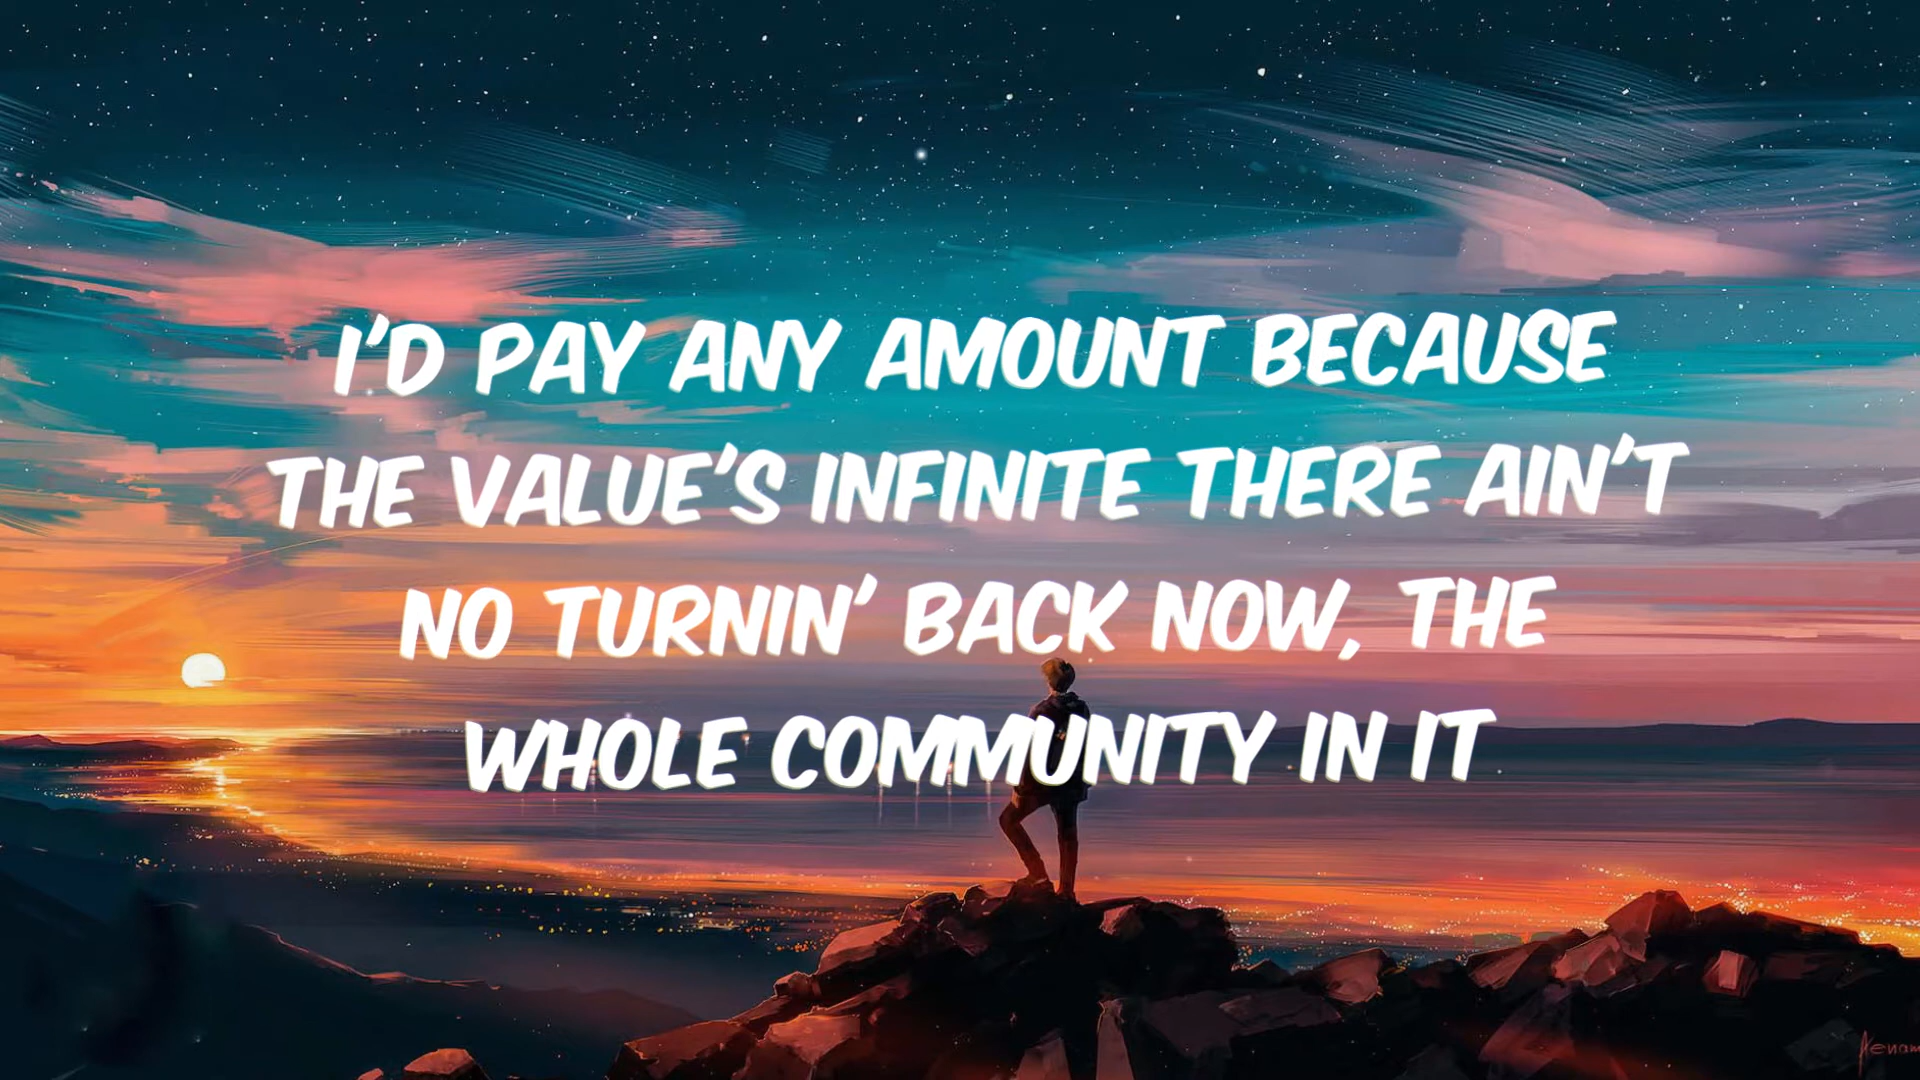 I'D PAY ANY AMOUNT BECAUSE
THE VALUE'S INFINITE THERE AIN'T
NO TURNIN' BACK NOW, THE
WHOLE COMMUNITY IN IT